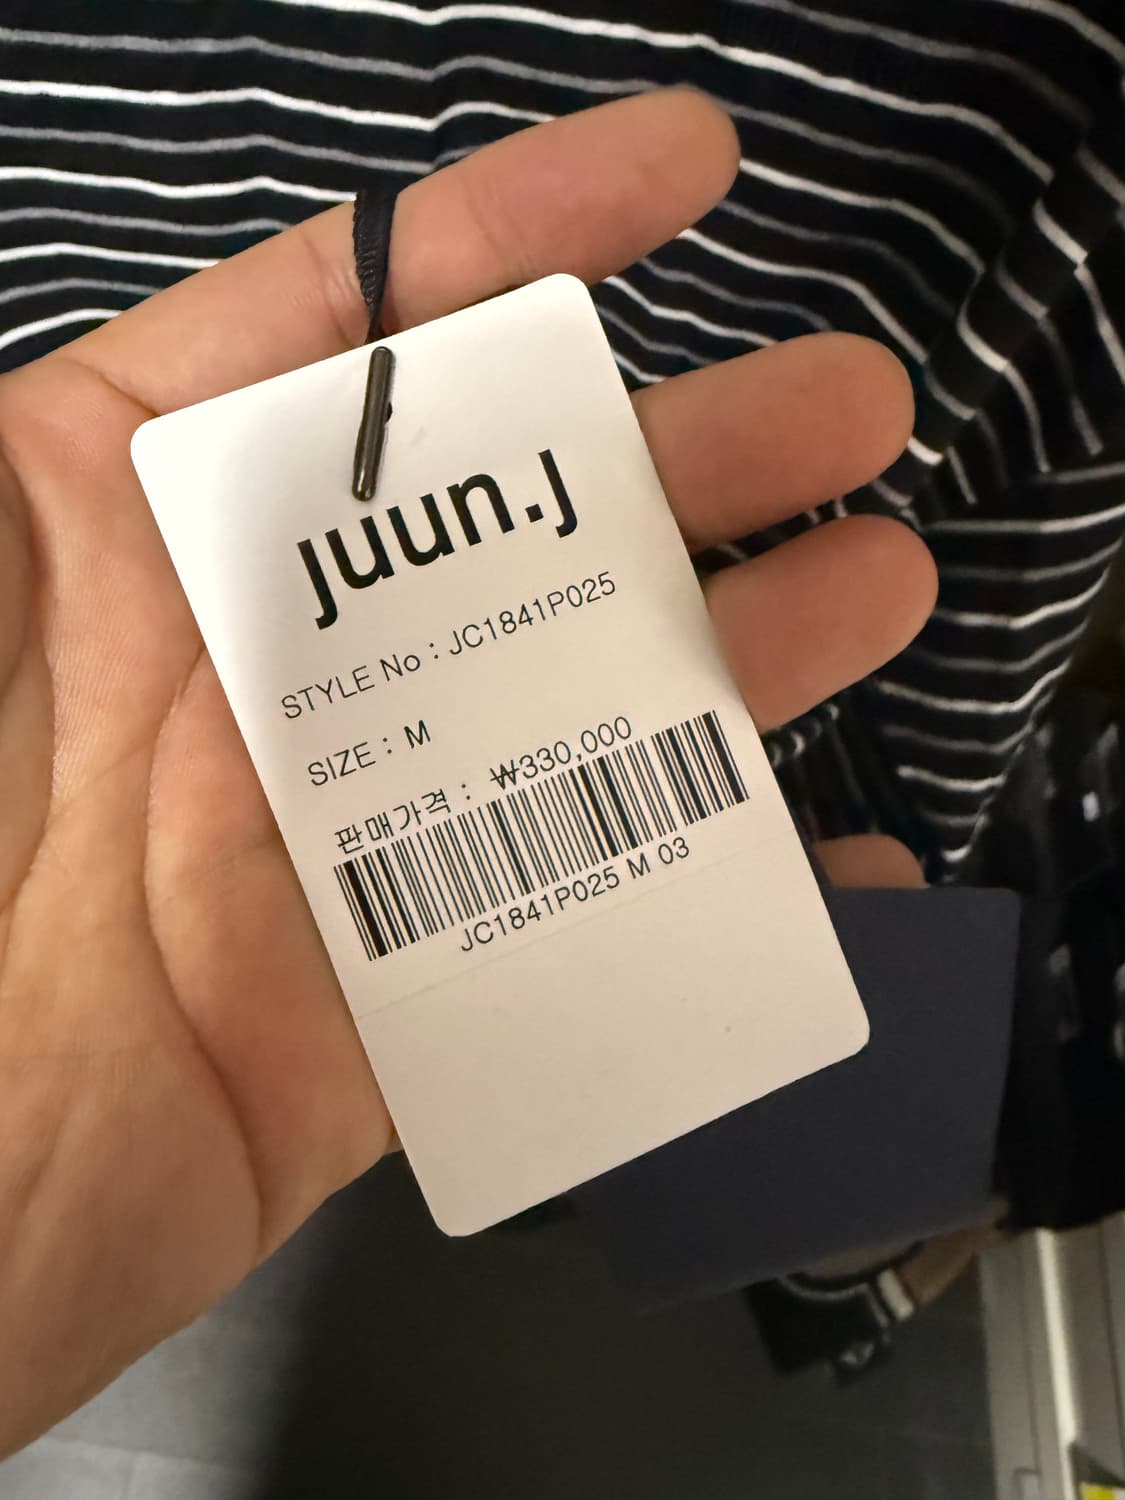 juun.j
STYLE No : JC1841P025
SIZE : M
판매가격 : ₩330,000
JC1841P025 M 03